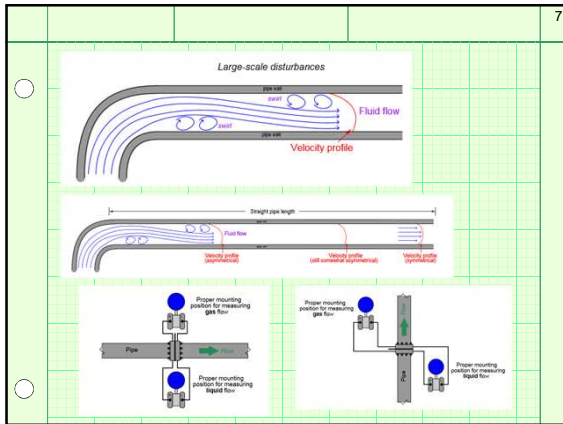 7
Large-scale disturbances
pipe wall
swirl
Fluid flow
swirl
pipe wall
Velocity profile
Straight pipe length
Fluid flow
Velocity profile
(asymmetrical)
Velocity profile
(still somewhat asymmetrical)
Velocity profile
(symmetrical)
Proper mounting
position for measuring
gas flow
Pipe
Flow
Proper mounting
position for measuring
liquid flow
Proper mounting
position for measuring
gas flow
Flow
Pipe
Proper mounting
position for measuring
liquid flow